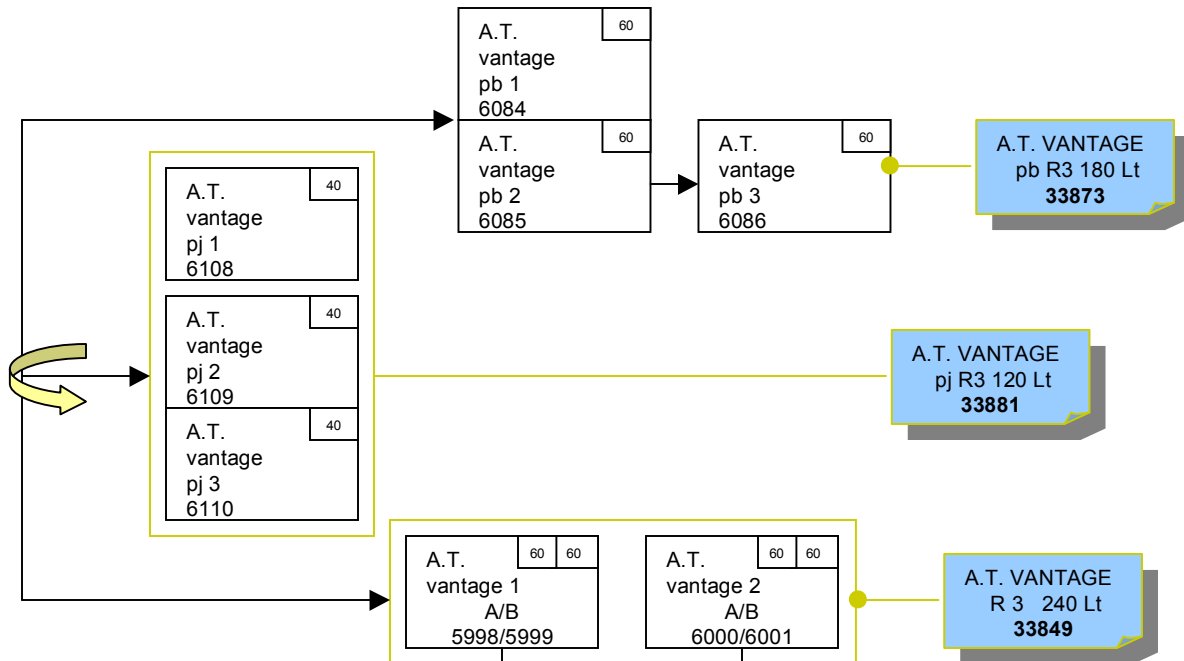 A.T.
60
vantage
pb 1
6084
A.T.
60
vantage
pb 2
6085
A.T.
60
vantage
pb 3
6086
A.T. VANTAGE
pb R3 180 Lt
33873
A.T.
40
vantage
pj 1
6108
A.T.
40
vantage
pj 2
6109
A.T.
40
vantage
pj 3
6110
A.T. VANTAGE
pj R3 120 Lt
33881
A.T.
60 60
vantage 1
A/B
5998/5999
A.T.
60 60
vantage 2
A/B
6000/6001
A.T. VANTAGE
R 3 240 Lt
33849